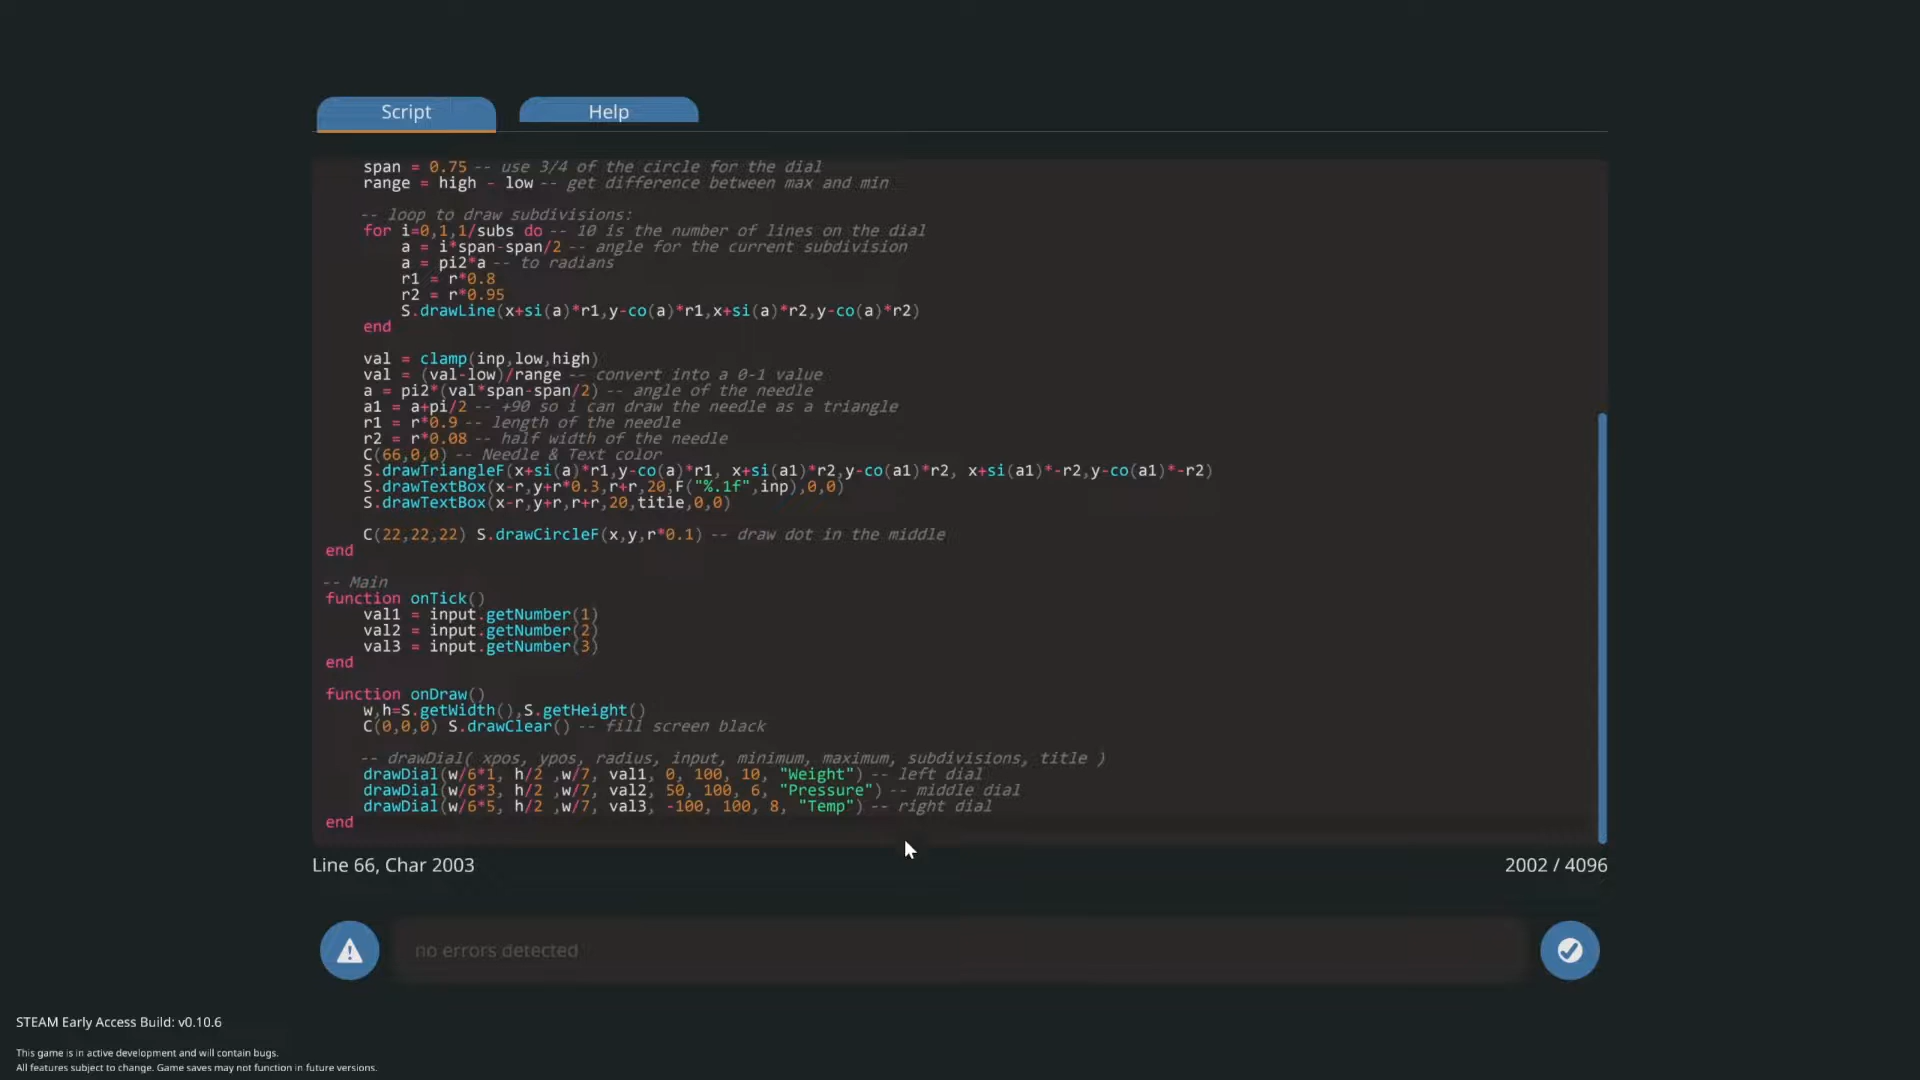 Script
Help
span = 0.75 -- use 3/4 of the circle for the dial
range = high - low -- get difference between max and min
-- loop to draw subdivisions:
for i=0,1,1/subs do -- 10 is the number of lines on the dial
a = i*span-span/2 -- angle for the current subdivision
a = pi2*a -- to radians
r1 = r*0.8
r2 = r*0.95
S.drawLine(x+si(a)*r1,y-co(a)*r1,x+si(a)*r2,y-co(a)*r2)
end
val = clamp(inp,low,high)
val = (val-low)/range -- convert into a 0-1 value
a = pi2*(val*span-span/2) -- angle of the needle
a1 = a+pi/2 -- +90 so i can draw the needle as a triangle
r1 = r*0.9 -- length of the needle
r2 = r*0.08 -- half width of the needle
C(66,0,0) -- Needle & Text color
S.drawTriangleF(x+si(a)*r1,y-co(a)*r1, x+si(a1)*r2,y-co(a1)*r2, x+si(a1)*-r2,y-co(a1)*-r2)
S.drawTextBox(x-r,y+r*0.3,r+r,20,F("%.1f",inp),0,0)
S.drawTextBox(x-r,y+r,r+r,20,title,0,0)
C(22,22,22) S.drawCircleF(x,y,r*0.1) -- draw dot in the middle
end
-- Main
function onTick()
val1 = input.getNumber(1)
val2 = input.getNumber(2)
val3 = input.getNumber(3)
end
function onDraw()
w,h=S.getWidth(),S.getHeight()
C(0,0,0) S.drawClear() -- fill screen black
-- drawDial( xpos, ypos, radius, input, minimum, maximum, subdivisions, title )
drawDial(w/6*1, h/2 ,w/7, val1, 0, 100, 10, "Weight") -- left dial
drawDial(w/6*3, h/2 ,w/7, val2, 50, 100, 6, "Pressure") -- middle dial
drawDial(w/6*5, h/2 ,w/7, val3, -100, 100, 8, "Temp") -- right dial
end
Line 66, Char 2003
2002 / 4096
no errors detected
STEAM Early Access Build: v0.10.6
This game is in active development and will contain bugs.
All features subject to change. Game saves may not function in future versions.